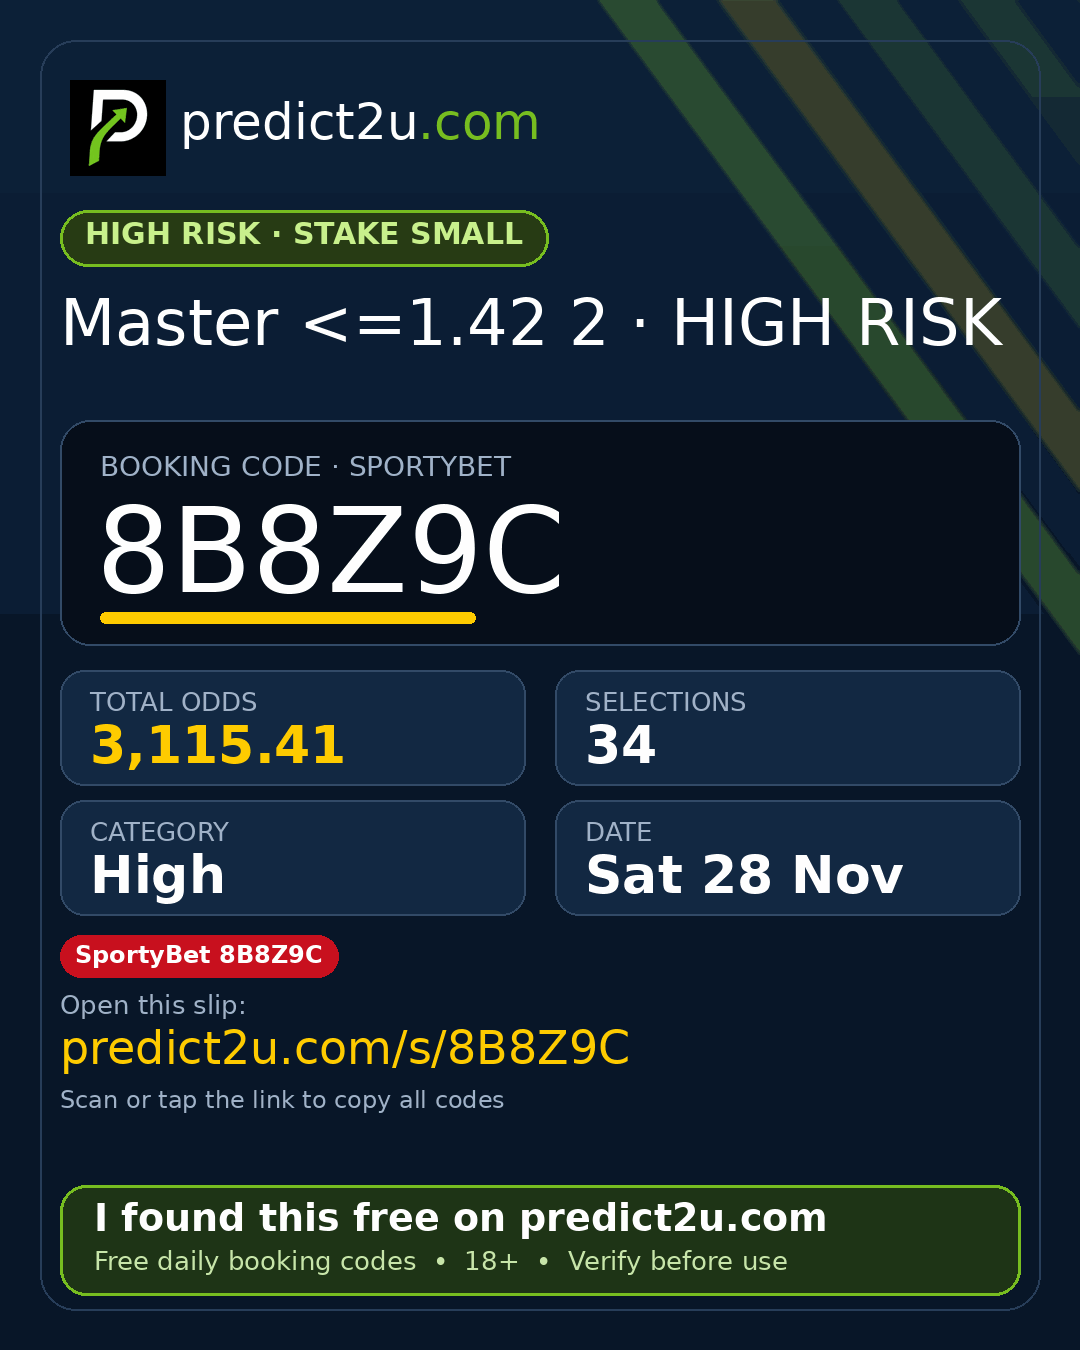 predict2u.com
HIGH RISK · STAKE SMALL
Master <=1.42 2 · HIGH RISK
BOOKING CODE · SPORTYBET
8B8Z9C
TOTAL ODDS
3,115.41
SELECTIONS
34
CATEGORY
High
DATE
Sat 28 Nov
SportyBet 8B8Z9C
Open this slip:
predict2u.com/s/8B8Z9C
Scan or tap the link to copy all codes
I found this free on predict2u.com
Free daily booking codes • 18+ • Verify before use